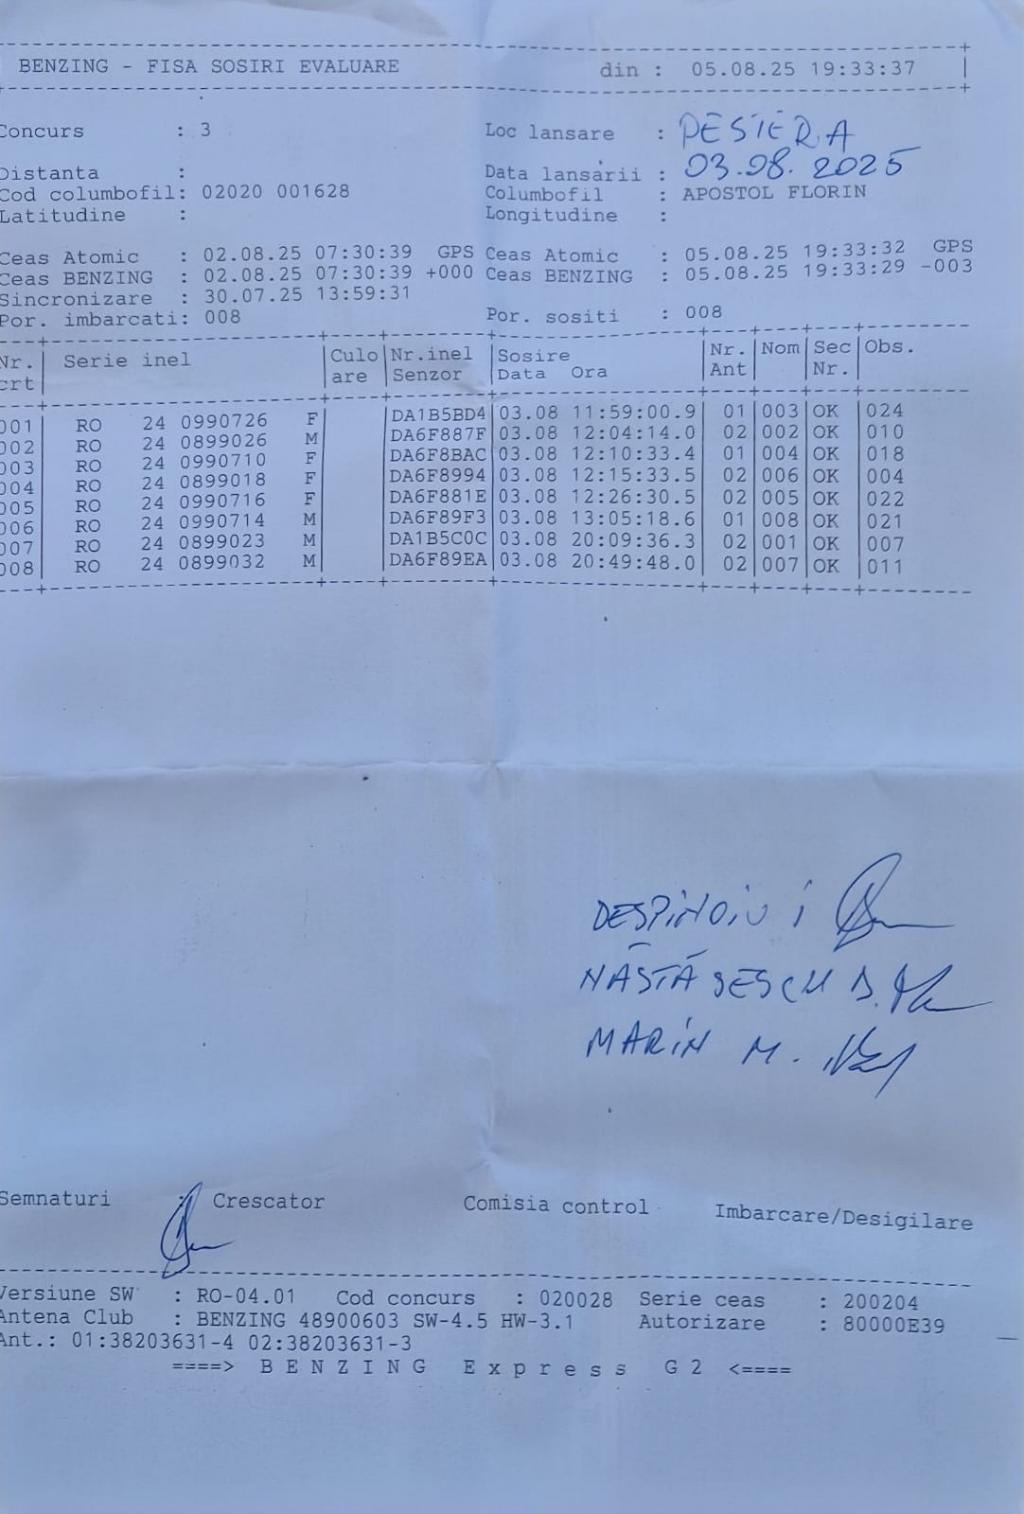 BENZING - FISA SOSIRI EVALUARE din : 05.08.25 19:33:37
Concurs : 3 Loc lansare : PESTERA
Distanta : Data lansării : 03.08.2025
Cod columbofil: 02020 001628 Columbofil : APOSTOL FLORIN
Latitudine : Longitudine :
Ceas Atomic : 02.08.25 07:30:39 GPS Ceas Atomic : 05.08.25 19:33:32 GPS
Ceas BENZING : 02.08.25 07:30:39 +000 Ceas BENZING : 05.08.25 19:33:29 -003
Sincronizare : 30.07.25 13:59:31
Por. imbarcati: 008 Por. sositi : 008
Nr. Serie inel Culo Nr.inel Sosire Nr. Nom Sec Obs.
crt are Senzor Data Ora Ant Nr.
001 RO 24 0990726 F DA1B5BD4 03.08 11:59:00.9 01 003 OK 024
002 RO 24 0899026 M DA6F887F 03.08 12:04:14.0 02 002 OK 010
003 RO 24 0990710 F DA6F8BAC 03.08 12:10:33.4 01 004 OK 018
004 RO 24 0899018 F DA6F8994 03.08 12:15:33.5 02 006 OK 004
005 RO 24 0990716 F DA6F881E 03.08 12:26:30.5 02 005 OK 022
006 RO 24 0990714 M DA6F89F3 03.08 13:05:18.6 01 008 OK 021
007 RO 24 0899023 M DA1B5C0C 03.08 20:09:36.3 02 001 OK 007
008 RO 24 0899032 M DA6F89EA 03.08 20:49:48.0 02 007 OK 011
DESPINOIU I
NĂSTĂSESCU D.
MARIN M.
Semnaturi : Crescator Comisia control Imbarcare/Desigilare
Versiune SW : RO-04.01 Cod concurs : 020028 Serie ceas : 200204
Antena Club : BENZING 48900603 SW-4.5 HW-3.1 Autorizare : 80000E39
Ant.: 01:38203631-4 02:38203631-3
====> B E N Z I N G E x p r e s s G 2 <====